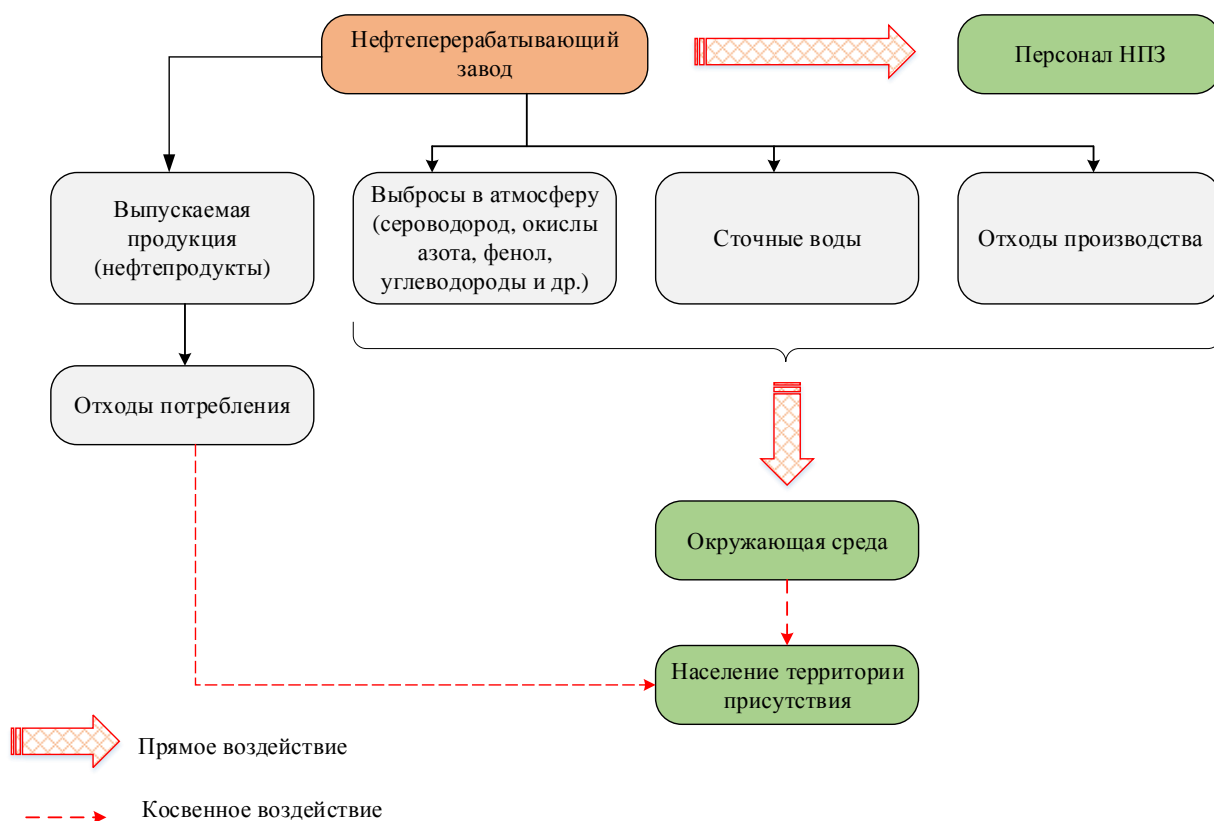 Нефтеперерабатывающий
завод
Персонал НПЗ
Выпускаемая
продукция
(нефтепродукты)
Выбросы в атмосферу
(сероводород, окислы
азота, фенол,
углеводороды и др.)
Сточные воды
Отходы производства
Отходы потребления
Окружающая среда
Население территории
присутствия
Прямое воздействие
Косвенное воздействие